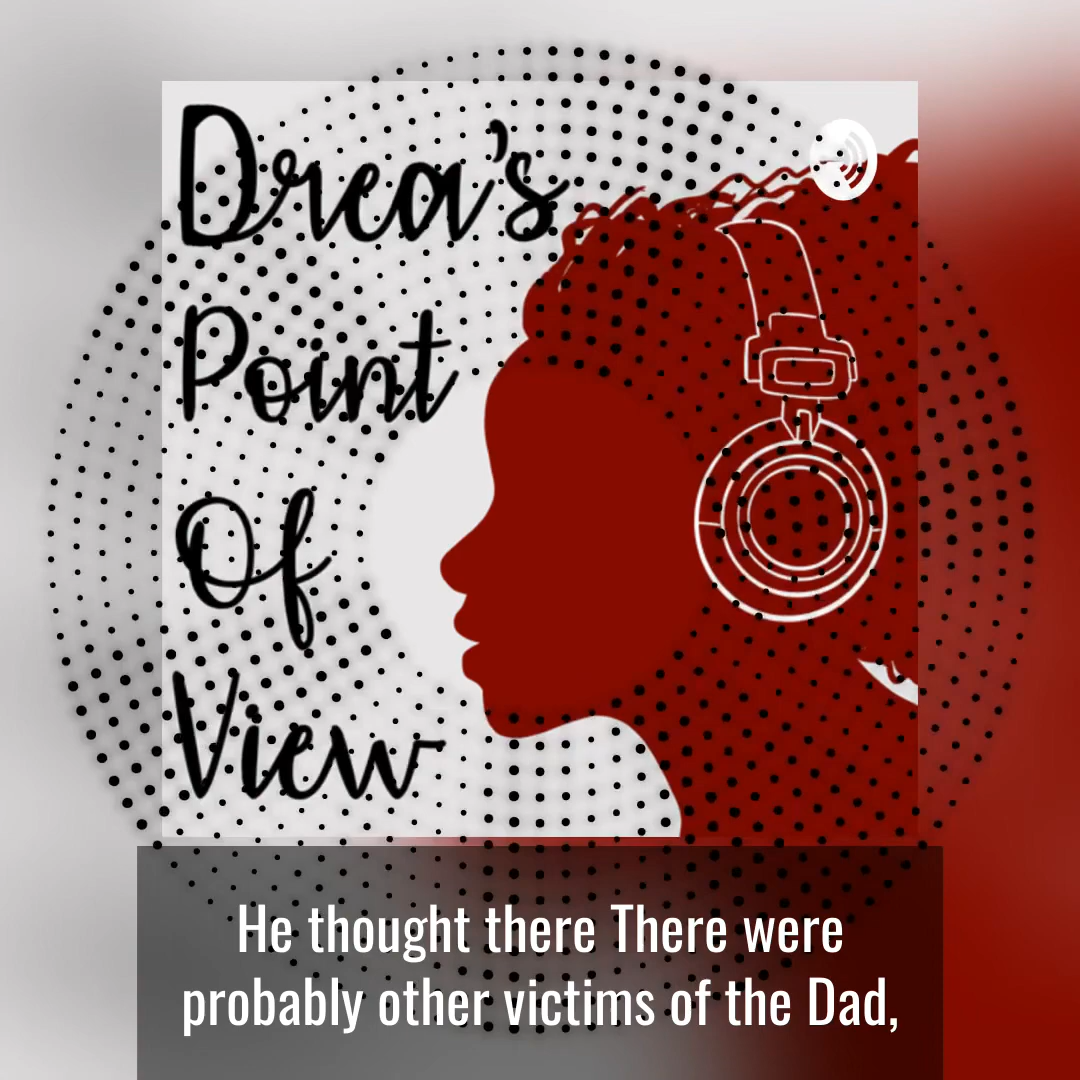 Drea's
Point
Of
View
He thought there There were
probably other victims of the Dad,